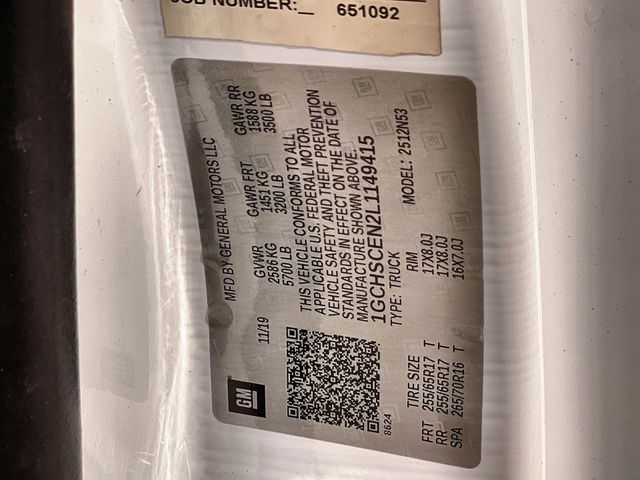 JOB NUMBER:_ 651092
MFD BY GENERAL MOTORS LLC
11/19
GVWR GAWR FRT GAWR RR
2586 KG 1451 KG 1588 KG
5700 LB 3200 LB 3500 LB
THIS VEHICLE CONFORMS TO ALL
APPLICABLE U.S. FEDERAL MOTOR
VEHICLE SAFETY AND THEFT PREVENTION
STANDARDS IN EFFECT ON THE DATE OF
MANUFACTURE SHOWN ABOVE.
1GCHSCEN2L1149415
TYPE: TRUCK MODEL: 2512N53
GM
8624
TIRE SIZE RIM
FRT 255/65R17 T 17X8.0J
RR 255/65R17 T 17X8.0J
SPA 265/70R16 T 16X7.0J